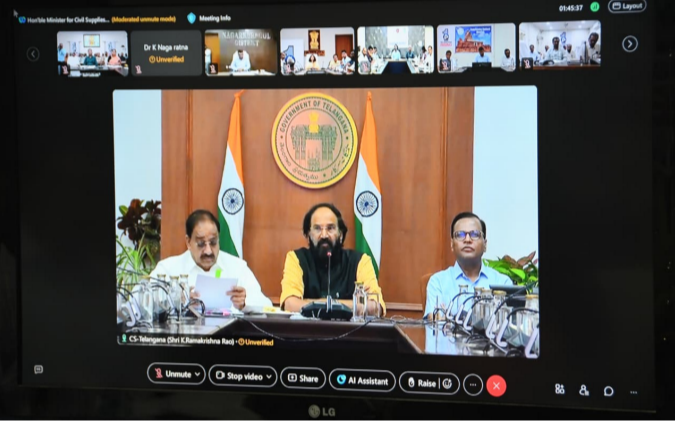 Hon'ble Minister for Civil Supplies... (Moderated unmute mode)
Meeting Info
01:45:37
Layout
Dr K Naga ratna
Unverified
GOVERNMENT OF TELANGANA
CS-Telangana (Shri K.Ramakrishna Rao) • Unverified
Unmute
Stop video
Share
AI Assistant
Raise
LG